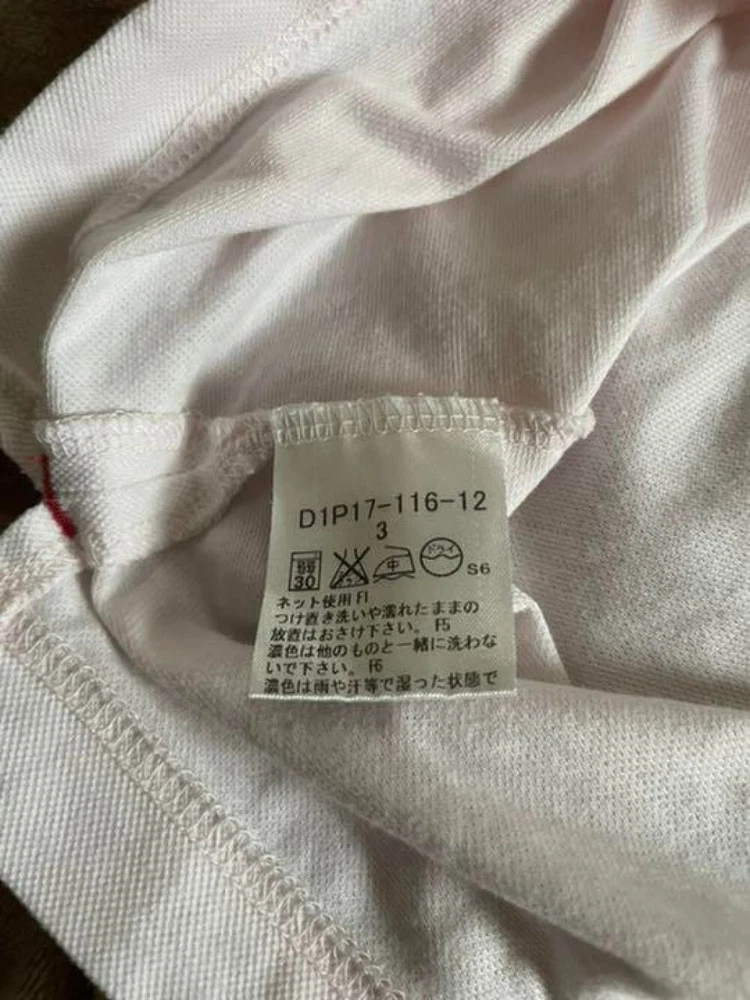 D1P17-116-12
3
弱
30
中
ドライ
S6
ネット使用 F1
つけ置き洗いや濡れたままの
放置はおさけ下さい。 F5
濃色は他のものと一緒に洗わな
いで下さい。 F6
濃色は雨や汗等で湿った状態で